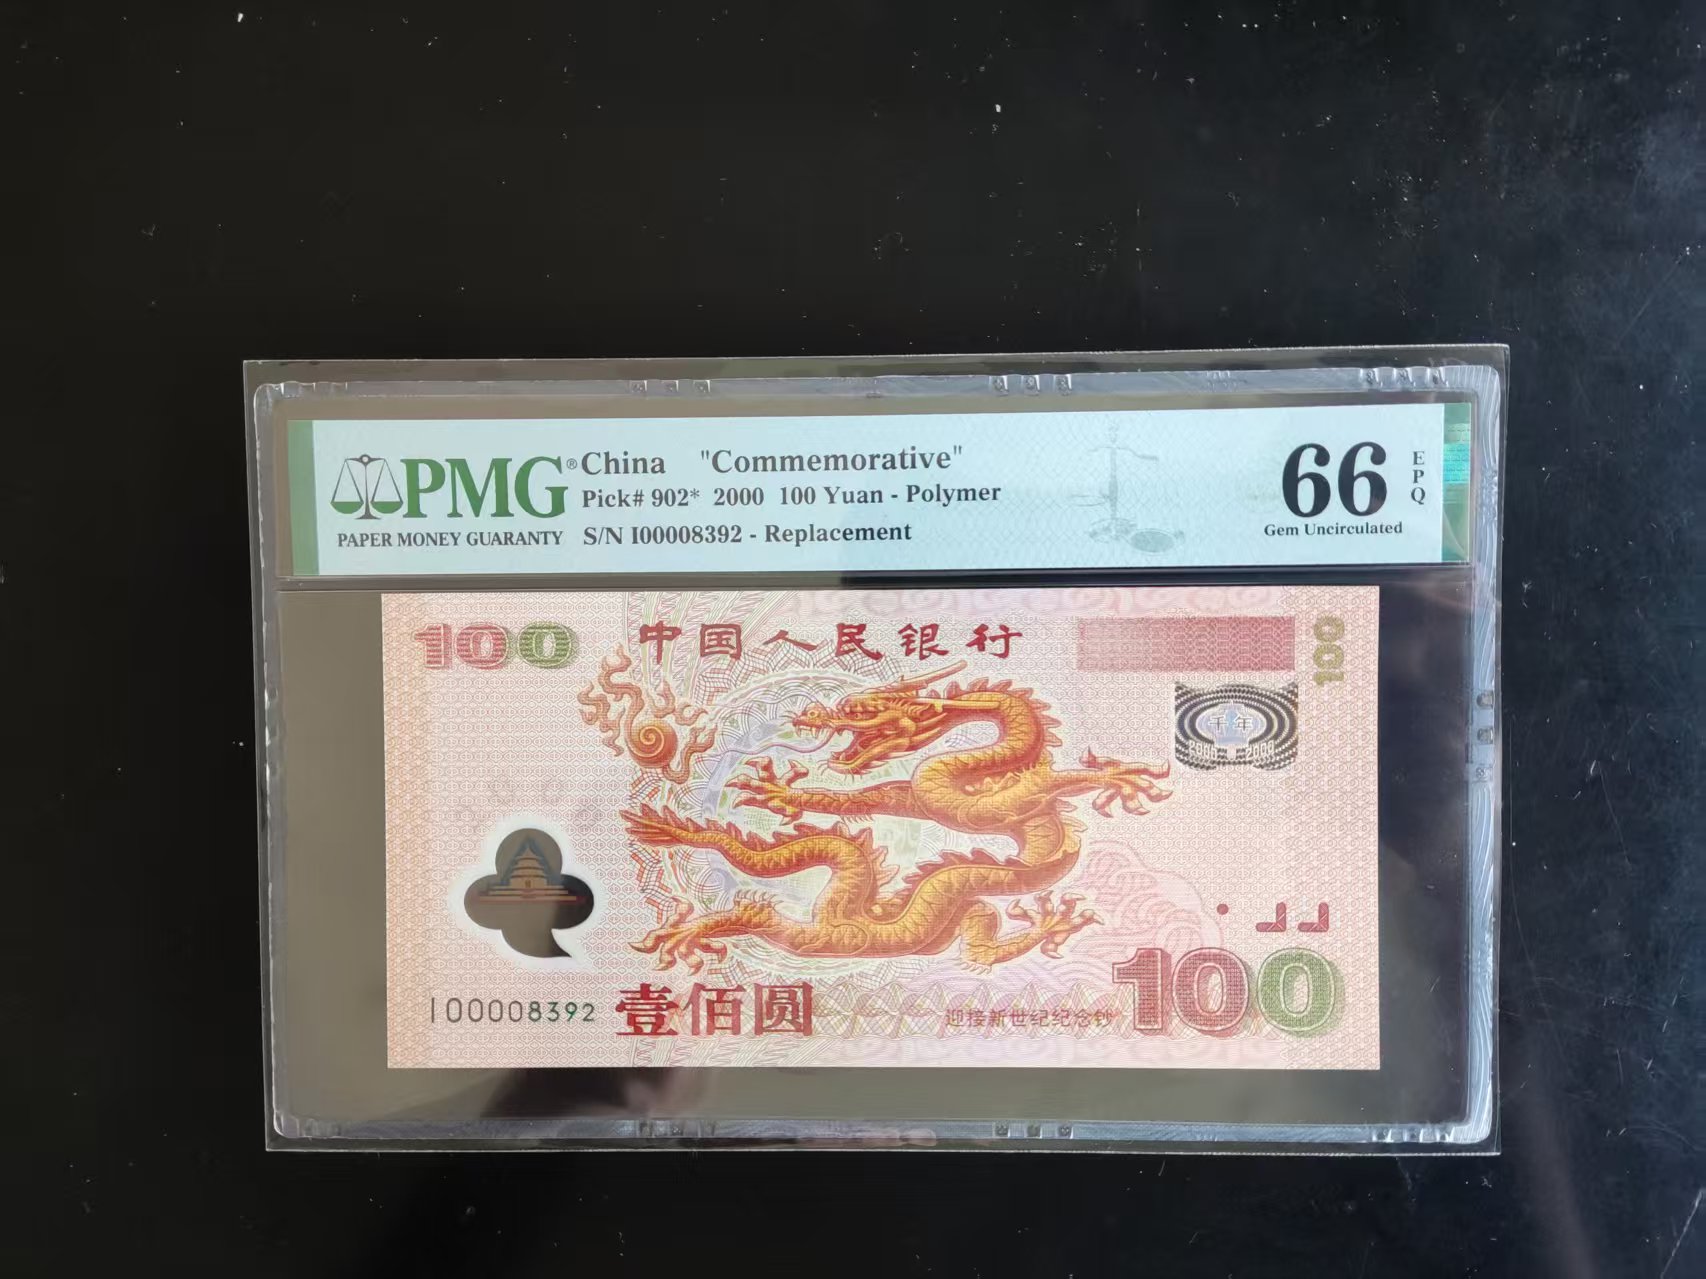 PMG® China "Commemorative"
Pick# 902* 2000 100 Yuan - Polymer
PAPER MONEY GUARANTY S/N I00008392 - Replacement
66
EPQ
Gem Uncirculated
100 中国人民银行 100
千年
2000 2000
I00008392 壹佰圆 迎接新世纪纪念钞 100